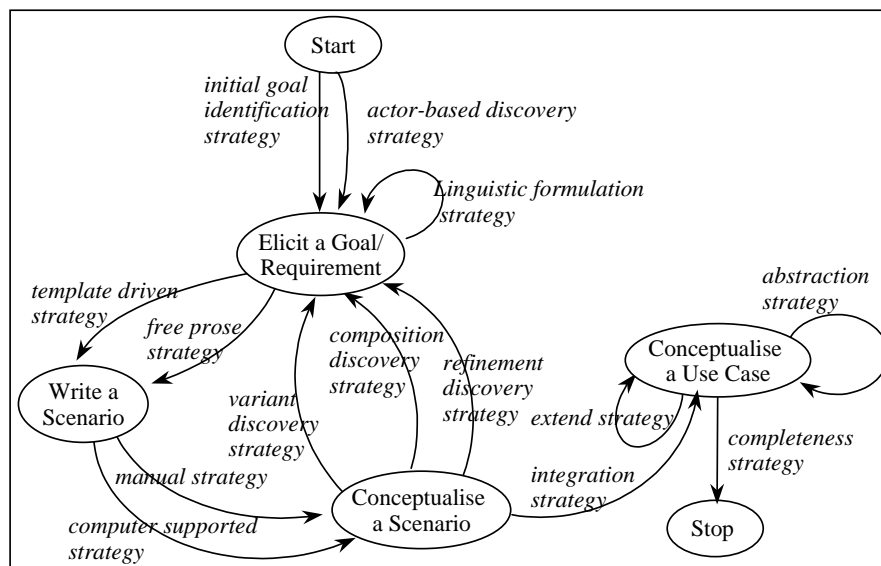 Start
initial goal
identification
strategy
actor-based discovery
strategy
Linguistic formulation
strategy
Elicit a Goal/
Requirement
template driven
strategy
free prose
strategy
composition
discovery
strategy
refinement
discovery
strategy
variant
discovery
strategy
abstraction
strategy
Conceptualise
a Use Case
Write a
Scenario
extend strategy
completeness
strategy
manual strategy
integration
strategy
computer supported
strategy
Conceptualise
a Scenario
Stop